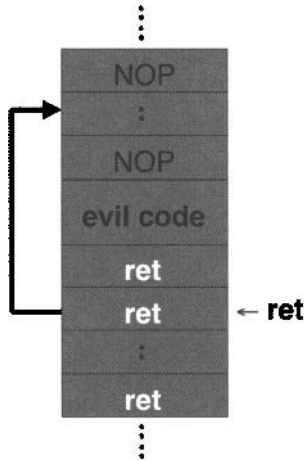 NOP
:
NOP
evil code
ret
ret ← ret
:
ret